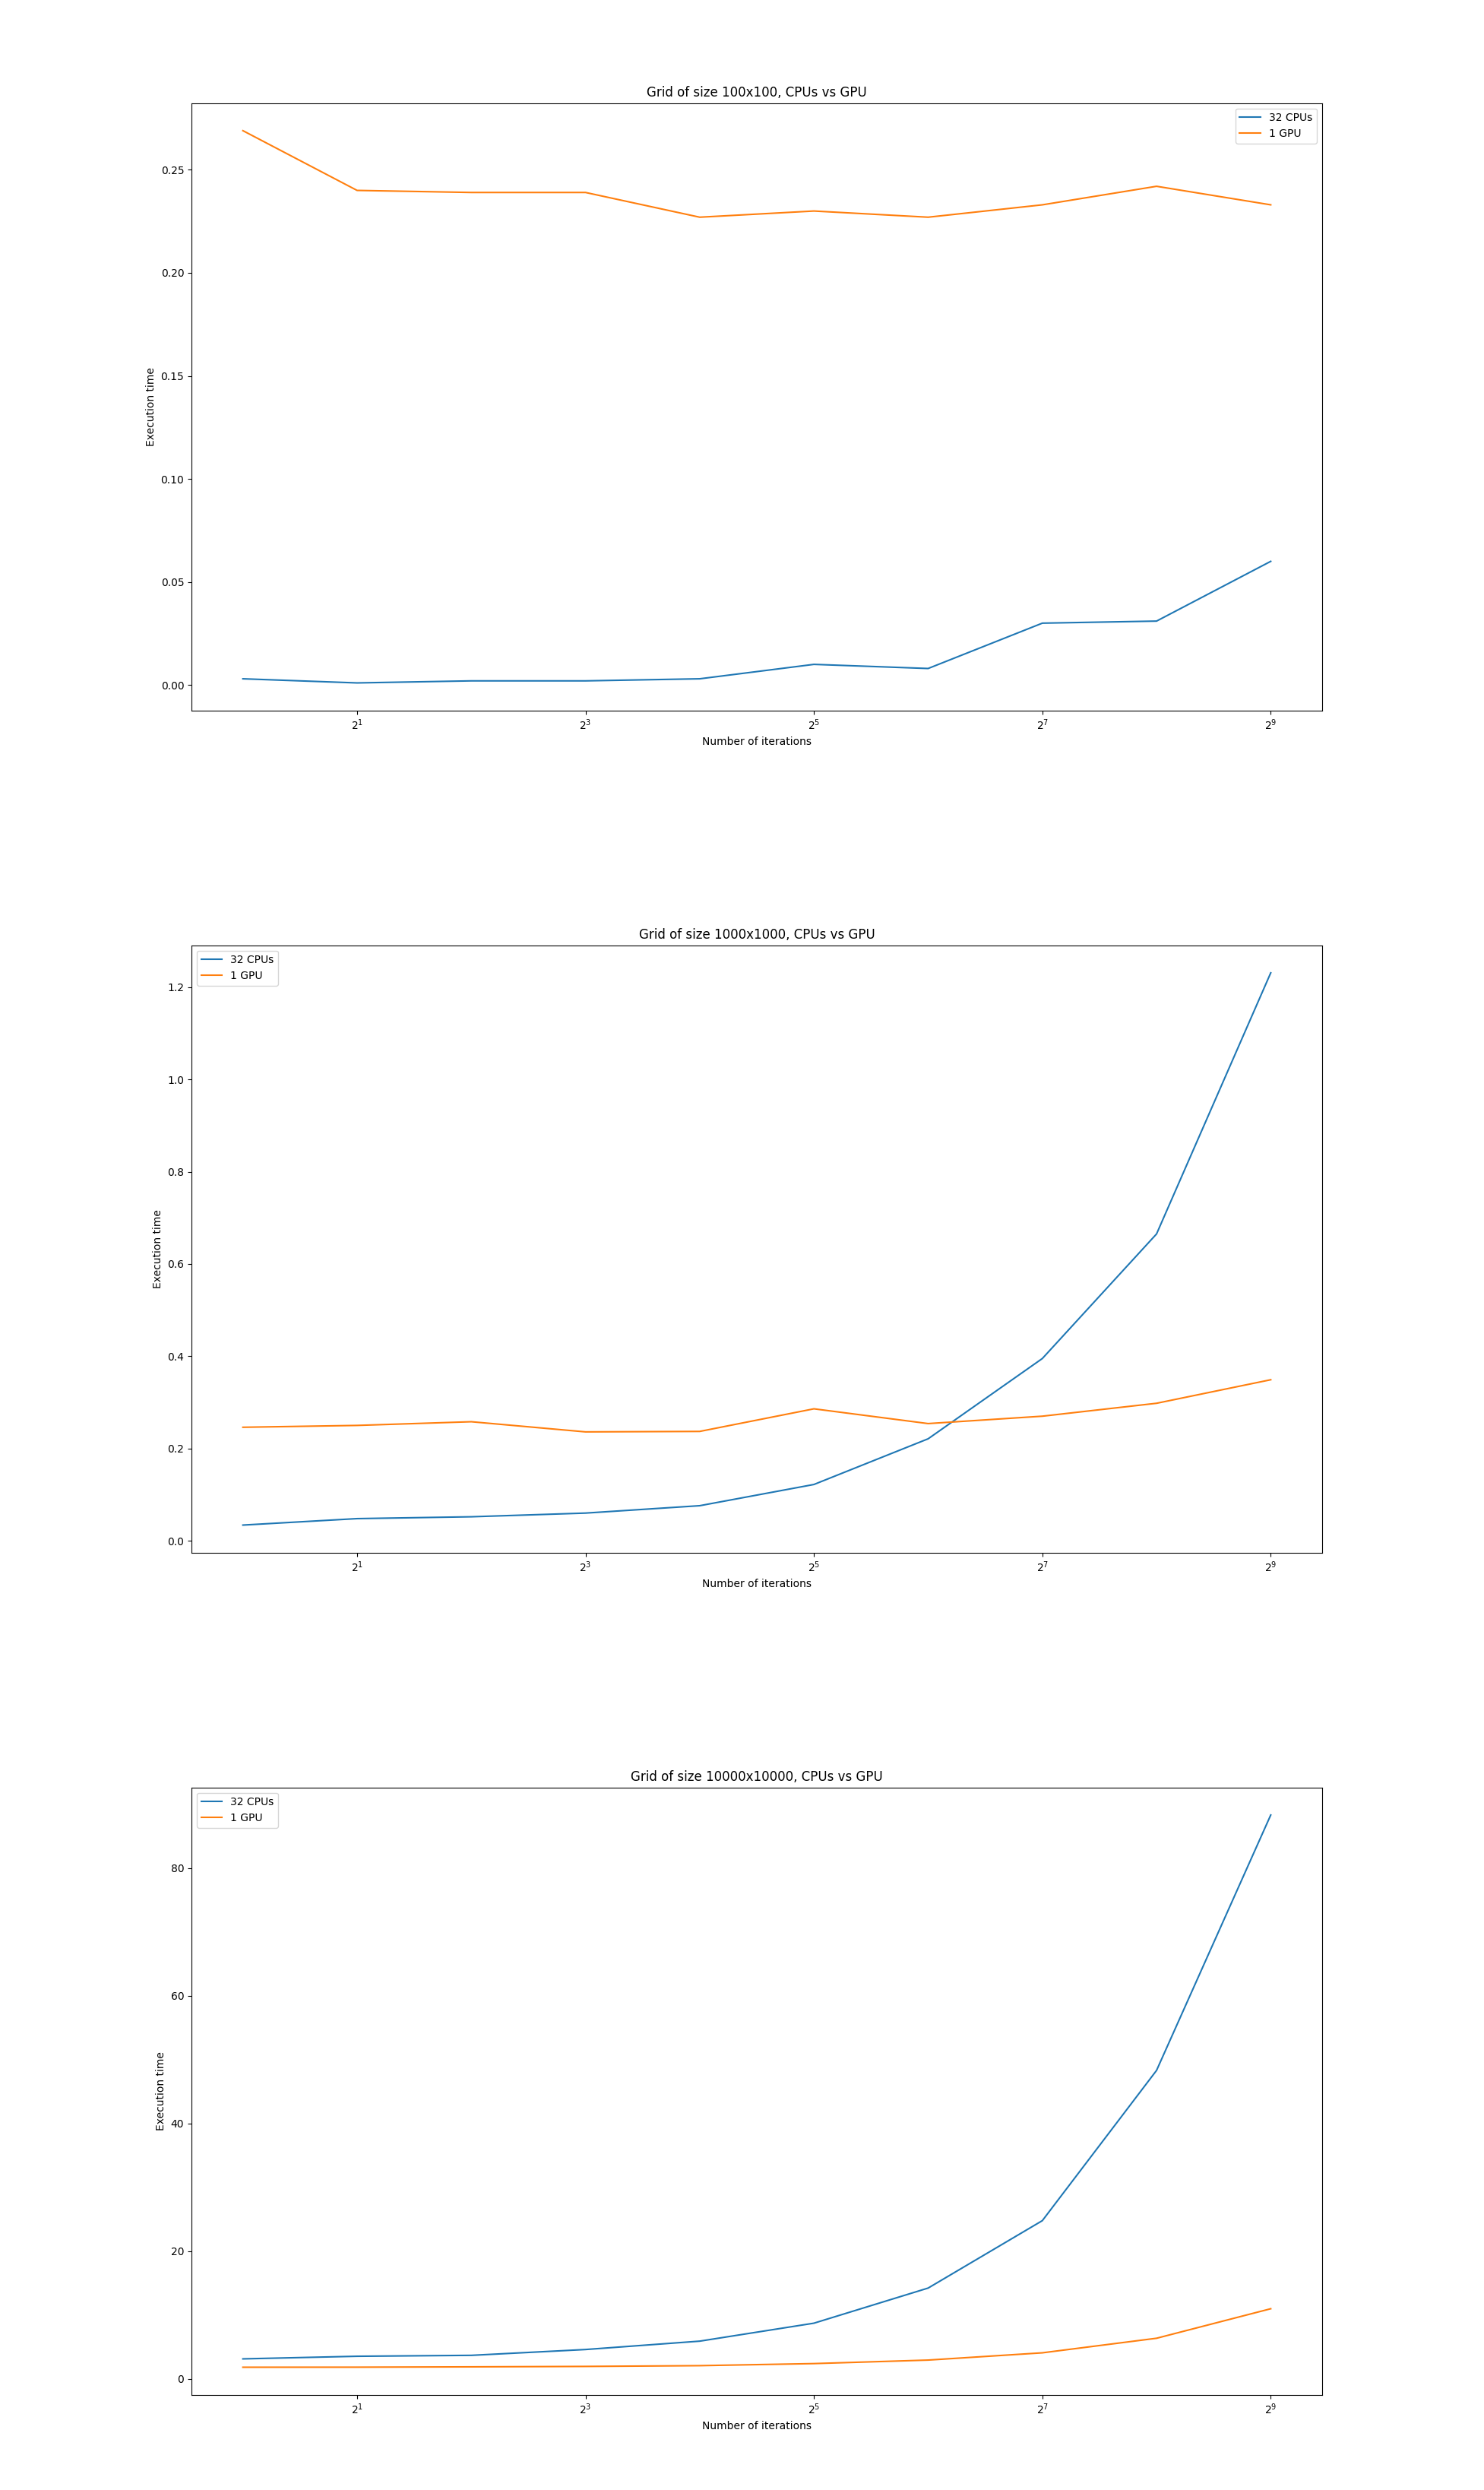 Grid of size 100x100, CPUs vs GPU
32 CPUs
1 GPU
Execution time
0.25
0.20
0.15
0.10
0.05
0.00
2¹
2³
2⁵
2⁷
2⁹
Number of iterations
Grid of size 1000x1000, CPUs vs GPU
32 CPUs
1 GPU
Execution time
1.2
1.0
0.8
0.6
0.4
0.2
0.0
2¹
2³
2⁵
2⁷
2⁹
Number of iterations
Grid of size 10000x10000, CPUs vs GPU
32 CPUs
1 GPU
Execution time
80
60
40
20
0
2¹
2³
2⁵
2⁷
2⁹
Number of iterations